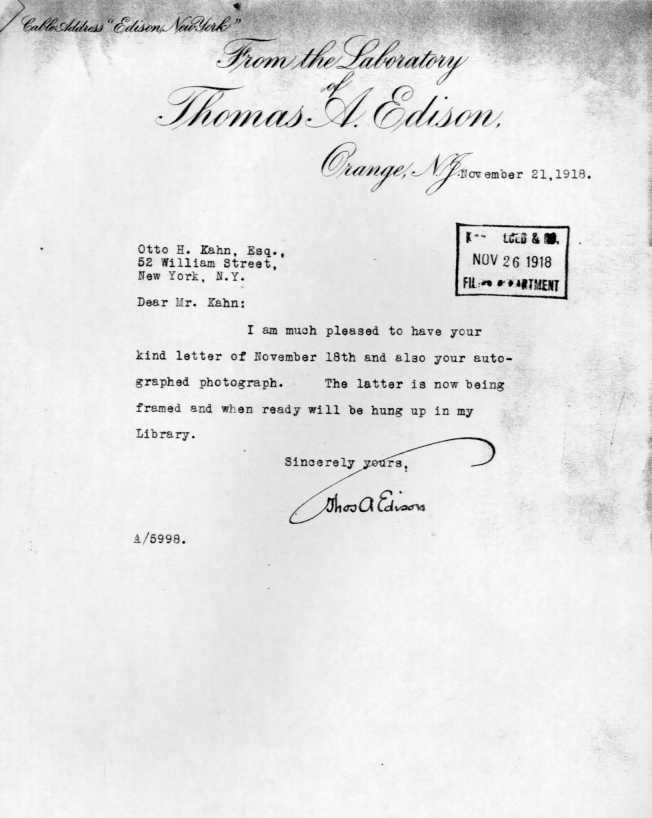 Cable Address "Edison, New York"
From the Laboratory
of
Thomas A. Edison,
Orange, N.J. November 21, 1918.
Otto H. Kahn, Esq.,
52 William Street,
New York, N.Y.
K LOEB & CO.
NOV 26 1918
FIL DEPARTMENT
Dear Mr. Kahn:
I am much pleased to have your
kind letter of November 18th and also your auto-
graphed photograph. The latter is now being
framed and when ready will be hung up in my
Library.
Sincerely yours,
Thos A Edison
A/5998.